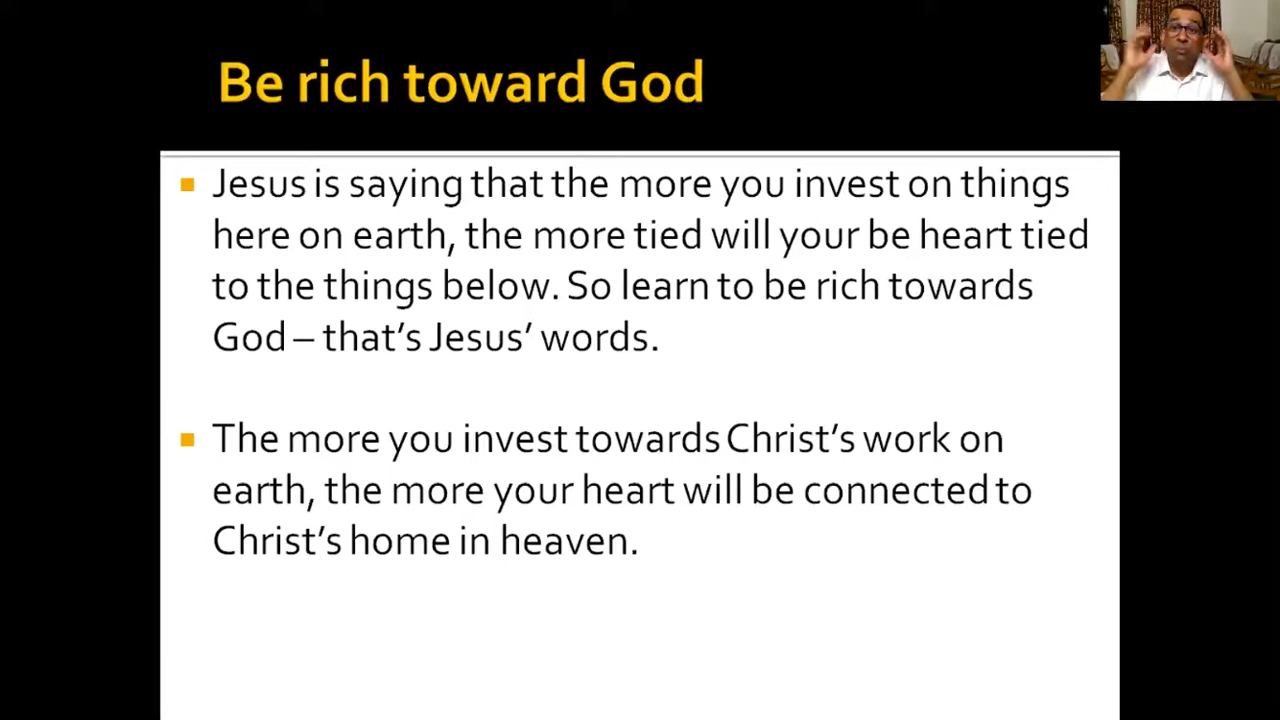 Be rich toward God
Jesus is saying that the more you invest on things
here on earth, the more tied will your be heart tied
to the things below. So learn to be rich towards
God – that’s Jesus’ words.
The more you invest towards Christ’s work on
earth, the more your heart will be connected to
Christ’s home in heaven.